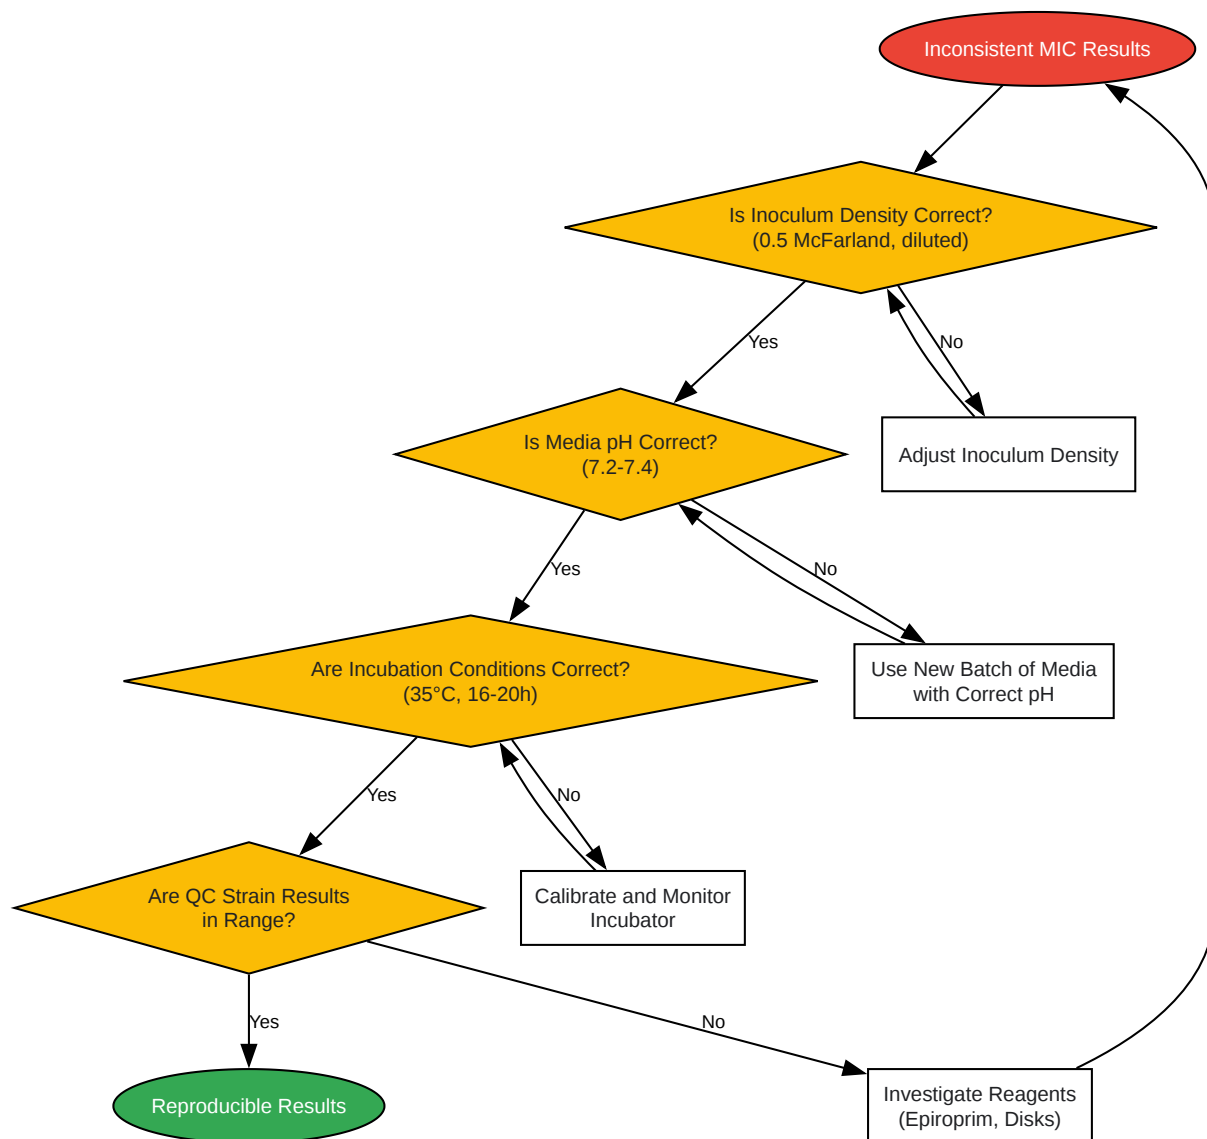 Inconsistent MIC Results
Is Inoculum Density Correct?
(0.5 McFarland, diluted)
Yes
No
Adjust Inoculum Density
Is Media pH Correct?
(7.2-7.4)
Yes
No
Use New Batch of Media
with Correct pH
Are Incubation Conditions Correct?
(35°C, 16-20h)
Yes
No
Calibrate and Monitor
Incubator
Are QC Strain Results
in Range?
Yes
No
Reproducible Results
Investigate Reagents
(Epiroprim, Disks)